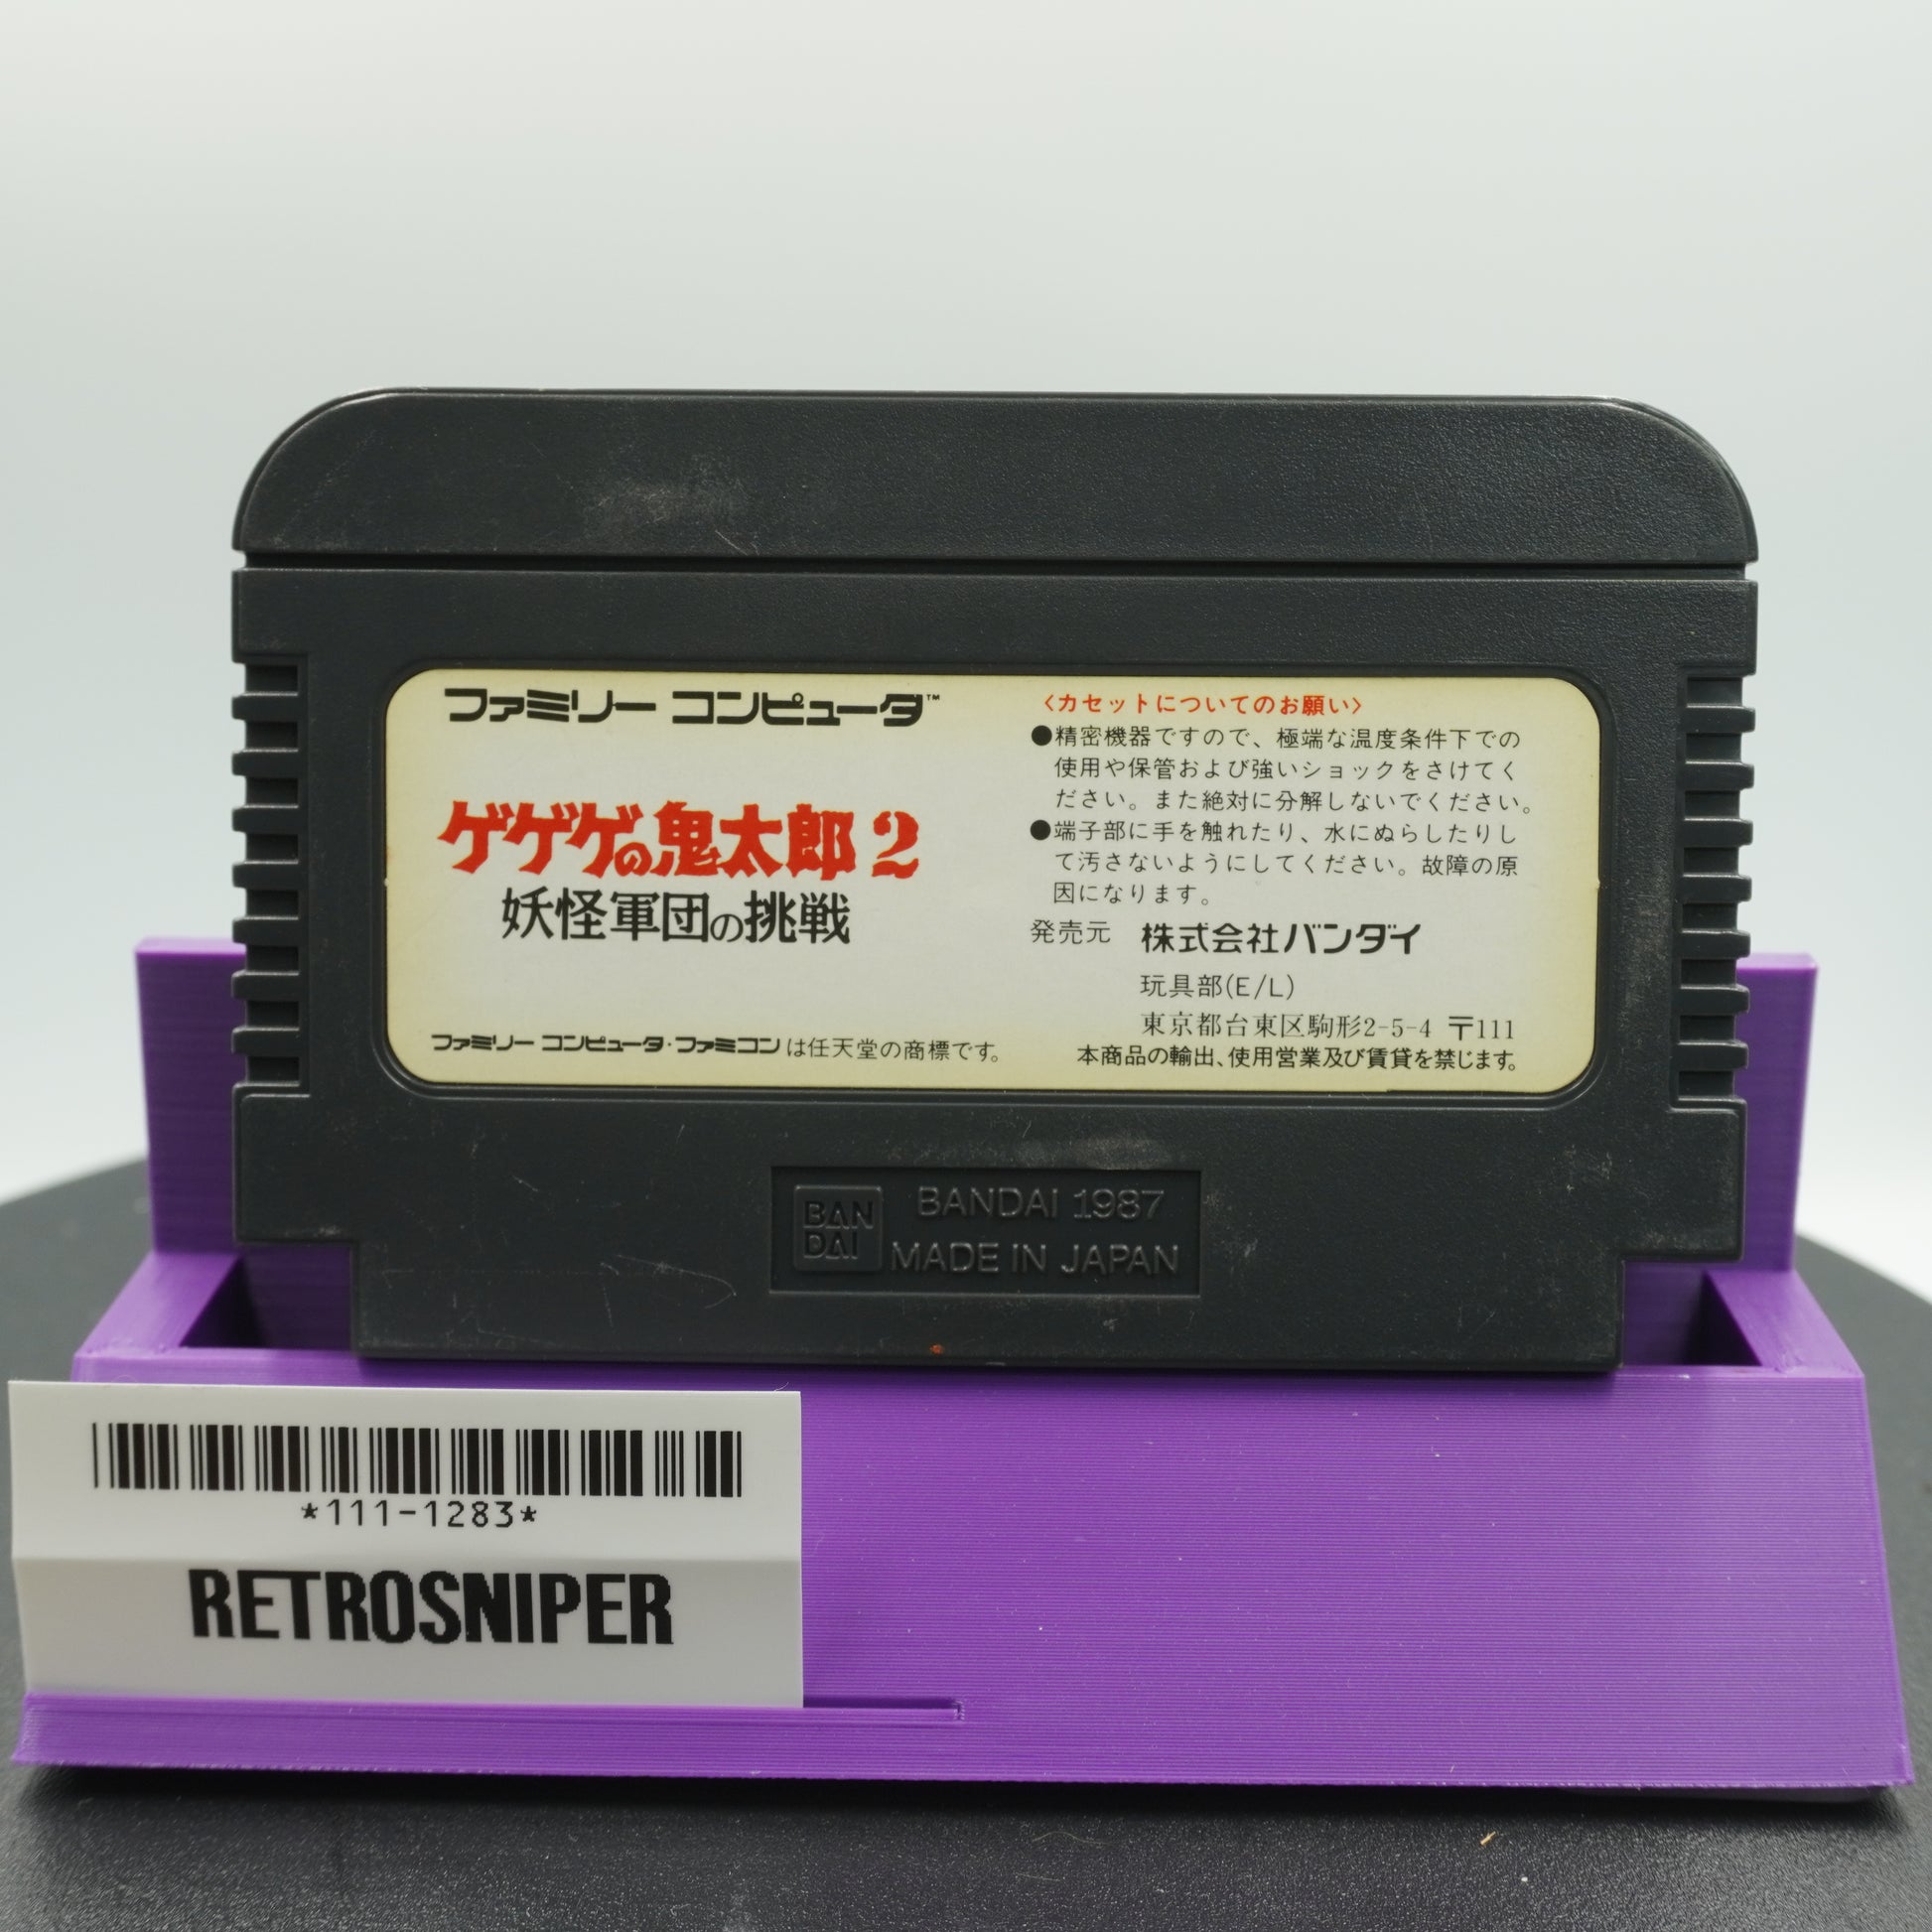 ファミリー コンピュータ™
ゲゲゲの鬼太郎2
妖怪軍団の挑戦
ファミリー コンピュータ・ファミコンは任天堂の商標です。
〈カセットについてのお願い〉
●精密機器ですので、極端な温度条件下での
使用や保管および強いショックをさけてく
ださい。また絶対に分解しないでください。
●端子部に手を触れたり、水にぬらしたりし
て汚さないようにしてください。故障の原
因になります。
発売元 株式会社バンダイ
玩具部(E/L)
東京都台東区駒形2-5-4 〒111
本商品の輸出、使用営業及び賃貸を禁じます。
BAN
DAI
BANDAI 1987
MADE IN JAPAN
*111-1283*
RETROSNIPER